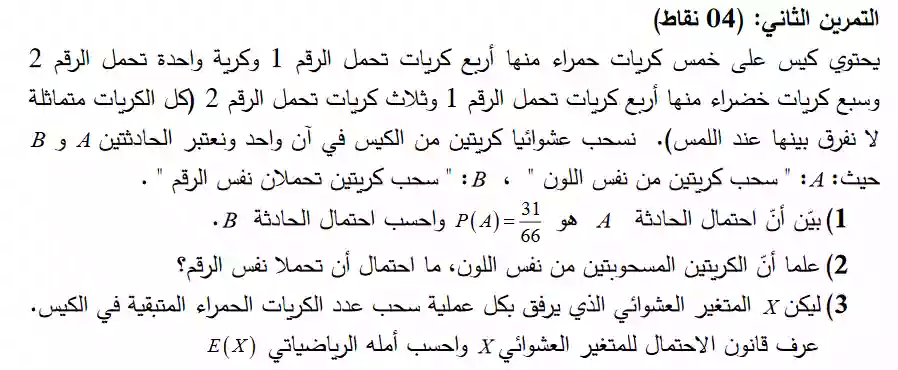 التمرين الثاني: (04 نقاط)
يحتوي كيس على خمس كريات حمراء منها أربع كريات تحمل الرقم 1 وكرية واحدة تحمل الرقم 2
وسبع كريات خضراء منها أربع كريات تحمل الرقم 1 وثلاث كريات تحمل الرقم 2 (كل الكريات متماثلة
لا نفرق بينها عند اللمس). نسحب عشوائيا كريتين من الكيس في آن واحد ونعتبر الحادثتين A و B
حيث: A: " سحب كريتين من نفس اللون " ، B: " سحب كريتين تحملان نفس الرقم " .
1) بيّن أنّ احتمال الحادثة A هو P(A)=31/66 واحسب احتمال الحادثة B.
2) علما أنّ الكريتين المسحوبتين من نفس اللون، ما احتمال أن تحملا نفس الرقم؟
3) ليكن X المتغير العشوائي الذي يرفق بكل عملية سحب عدد الكريات الحمراء المتبقية في الكيس.
عرف قانون الاحتمال للمتغير العشوائي X واحسب أمله الرياضياتي E(X)